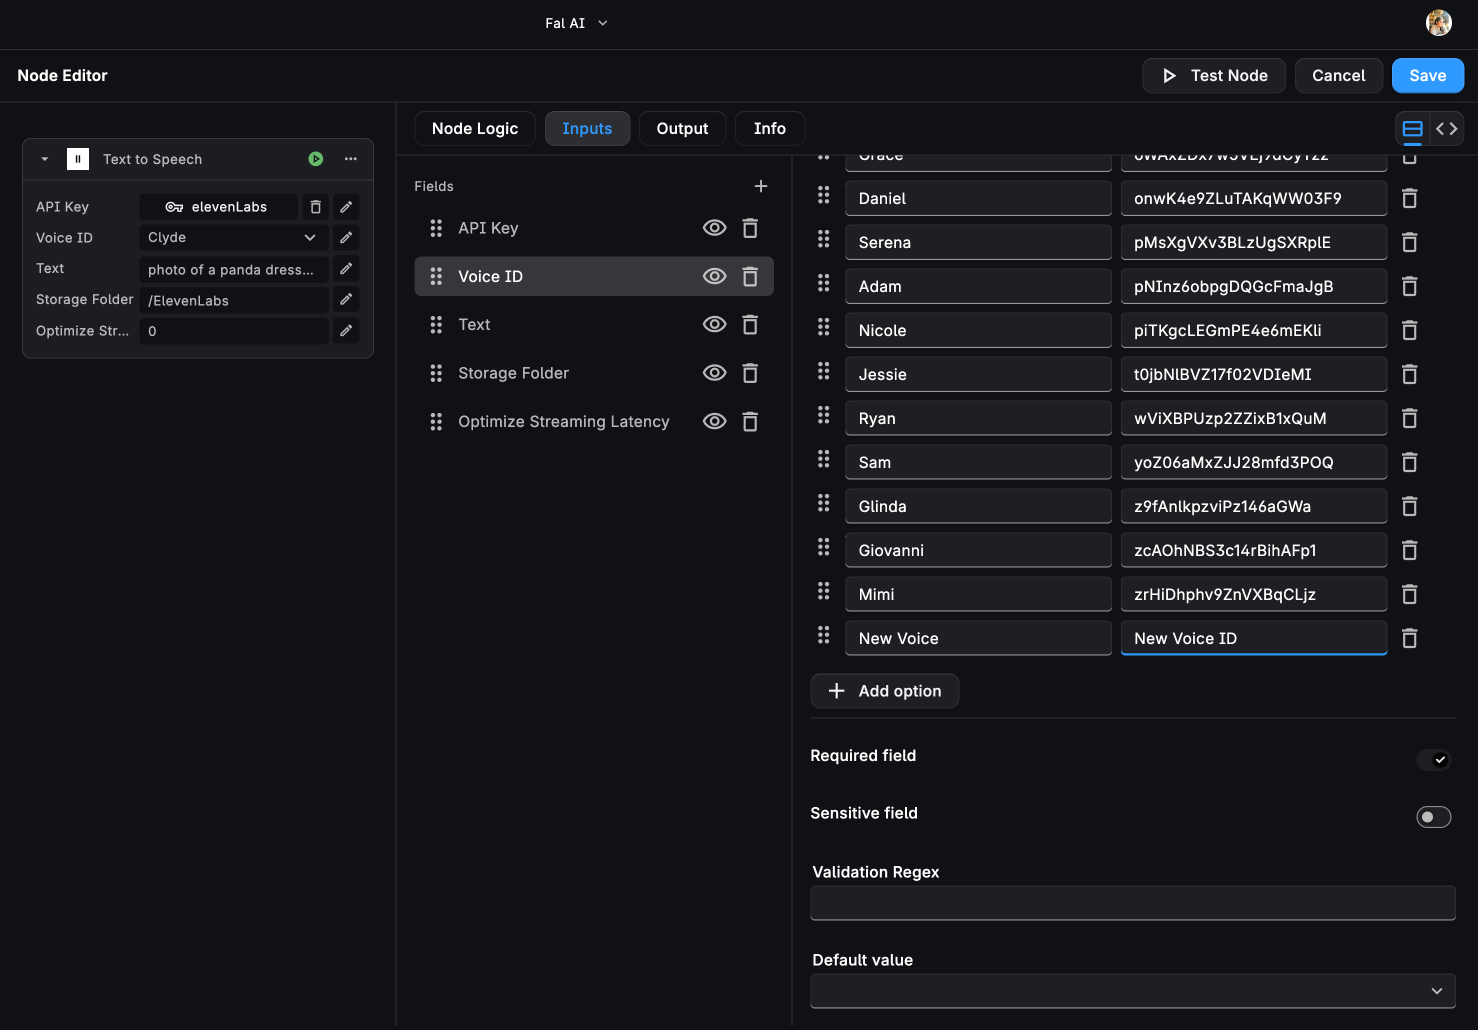 Fal AI
Node Editor
Test Node
Cancel
Save
Node Logic
Inputs
Output
Info
Text to Speech
API Key
elevenLabs
Voice ID
Clyde
Text
photo of a panda dress...
Storage Folder
/ElevenLabs
Optimize Str...
0
Fields
API Key
Voice ID
Text
Storage Folder
Optimize Streaming Latency
Grace
Daniel onwK4e9ZLuTAKqWW03F9
Serena pMsXgVXv3BLzUgSXRplE
Adam pNInz6obpgDQGcFmaJgB
Nicole piTKgcLEGmPE4e6mEKli
Jessie t0jbNlBVZ17f02VDIeMI
Ryan wViXBPUzp2ZZixB1xQuM
Sam yoZ06aMxZJJ28mfd3POQ
Glinda z9fAnlkpzviPz146aGWa
Giovanni zcAOhNBS3c14rBihAFp1
Mimi zrHiDhphv9ZnVXBqCLjz
New Voice New Voice ID
Add option
Required field
Sensitive field
Validation Regex
Default value